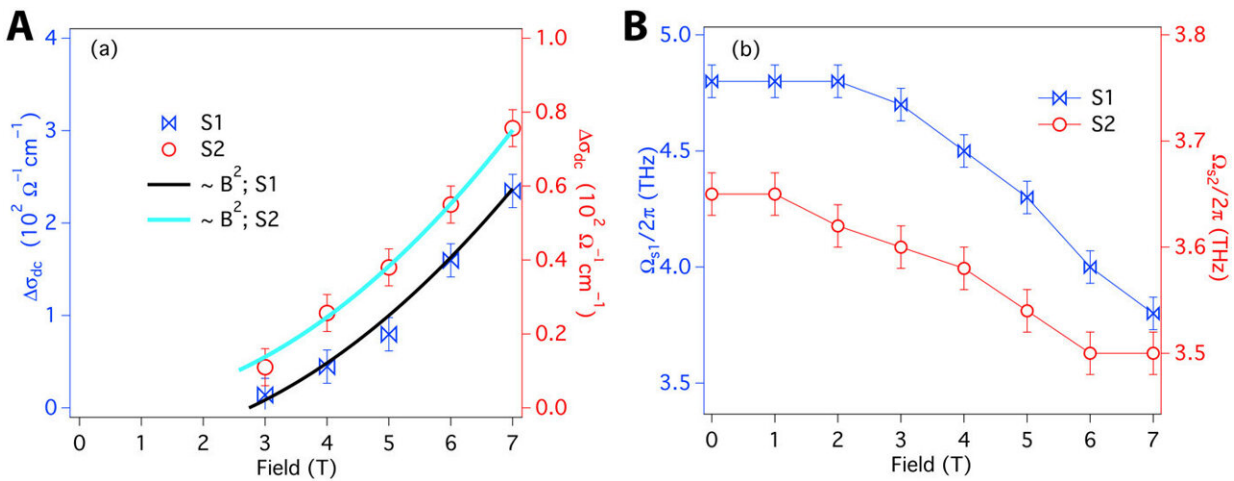 A
(a)
4
3
2
1
0
Δσdc (10² Ω⁻¹cm⁻¹)
S1
S2
~ B²; S1
~ B²; S2
1.0
0.8
0.6
0.4
0.2
0.0
Δσdc (10² Ω⁻¹cm⁻¹)
0 1 2 3 4 5 6 7
Field (T)
B
(b)
5.0
4.5
4.0
3.5
Ωs1/2π (THz)
S1
S2
3.8
3.7
3.6
3.5
Ωs2/2π (THz)
0 1 2 3 4 5 6 7
Field (T)